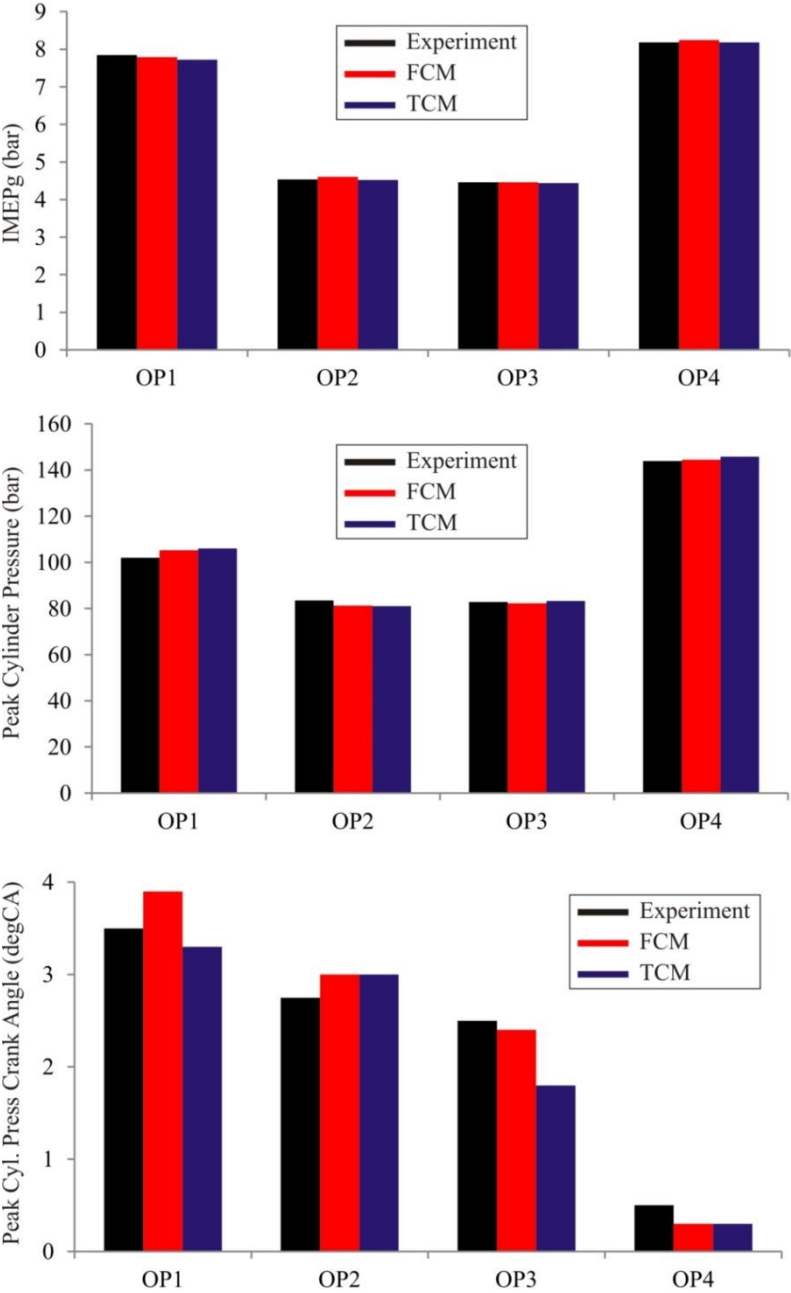 IMEPg (bar)
9
8
7
6
5
4
3
2
1
0
Experiment
FCM
TCM
OP1 OP2 OP3 OP4
Peak Cylinder Pressure (bar)
160
140
120
100
80
60
40
20
0
Experiment
FCM
TCM
OP1 OP2 OP3 OP4
Peak Cyl. Press Crank Angle (degCA)
4
3
2
1
0
Experiment
FCM
TCM
OP1 OP2 OP3 OP4